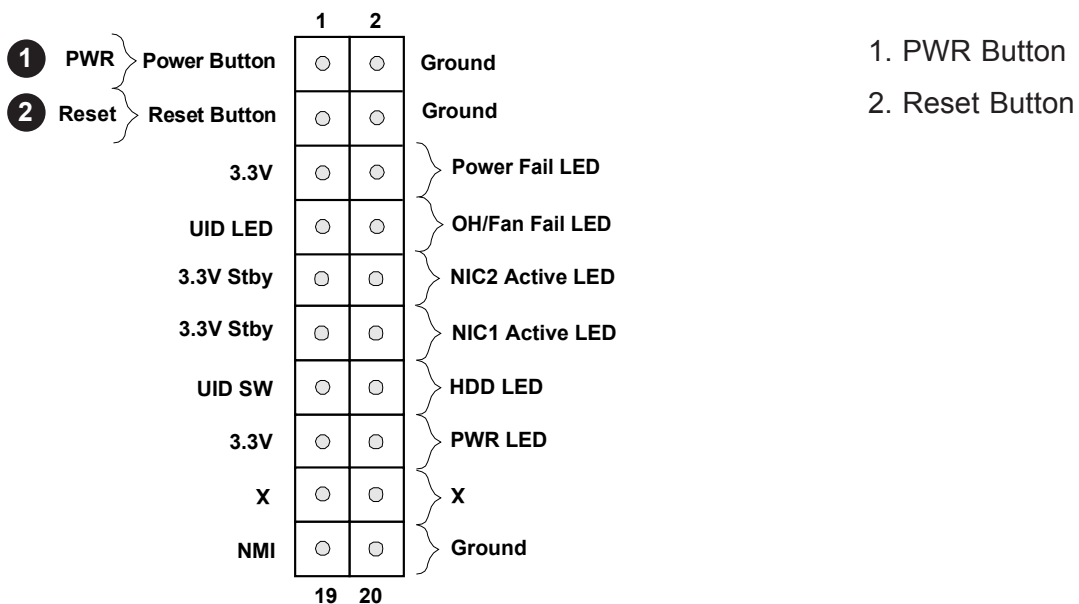 1 2
1 PWR Power Button Ground
2 Reset Reset Button Ground
3.3V Power Fail LED
UID LED OH/Fan Fail LED
3.3V Stby NIC2 Active LED
3.3V Stby NIC1 Active LED
UID SW HDD LED
3.3V PWR LED
X X
NMI Ground
19 20
1. PWR Button
2. Reset Button